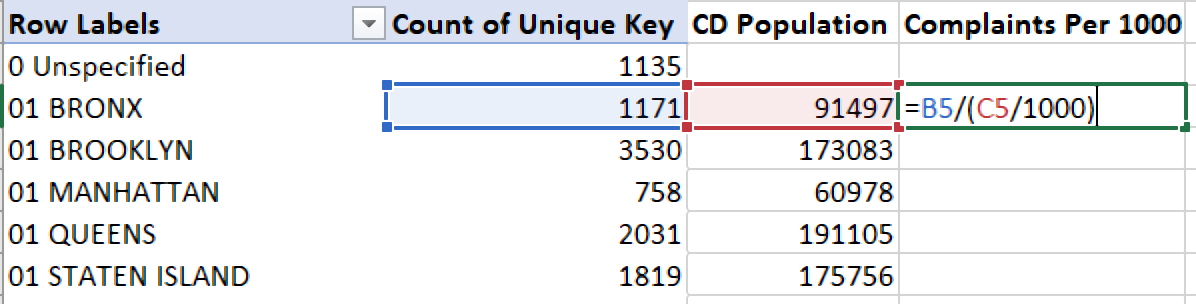 Row Labels Count of Unique Key CD Population Complaints Per 1000
0 Unspecified 1135
01 BRONX 1171 91497 =B5/(C5/1000)
01 BROOKLYN 3530 173083
01 MANHATTAN 758 60978
01 QUEENS 2031 191105
01 STATEN ISLAND 1819 175756